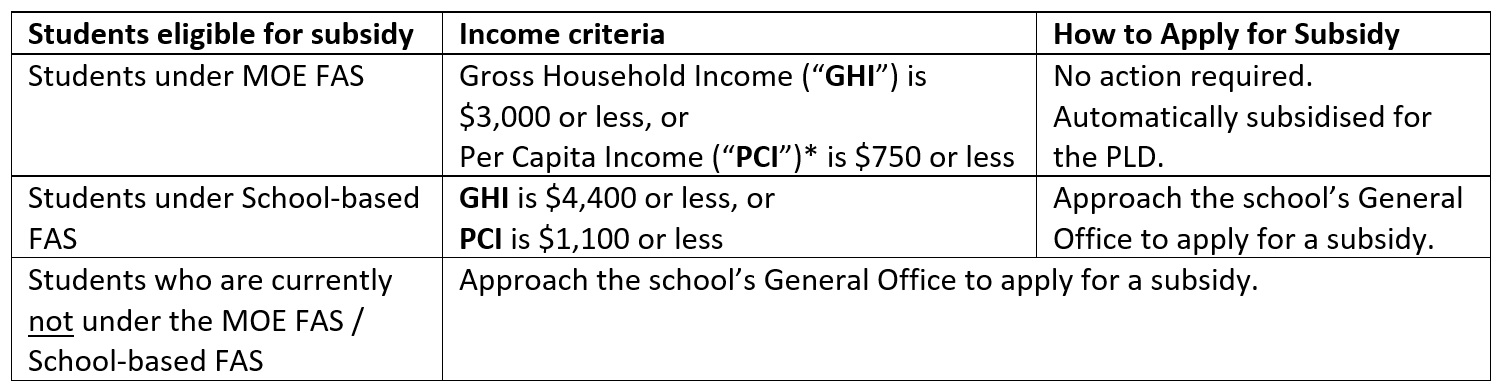 Students eligible for subsidy
Income criteria
How to Apply for Subsidy
Students under MOE FAS
Gross Household Income (“GHI”) is
$3,000 or less, or
Per Capita Income (“PCI”)* is $750 or less
No action required.
Automatically subsidised for
the PLD.
Students under School-based
FAS
GHI is $4,400 or less, or
PCI is $1,100 or less
Approach the school’s General
Office to apply for a subsidy.
Students who are currently
not under the MOE FAS /
School-based FAS
Approach the school’s General Office to apply for a subsidy.